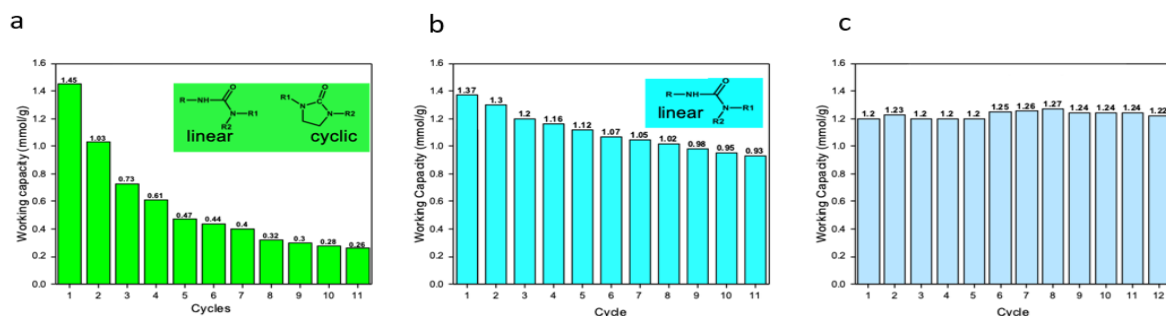 a
b
c
Working capacity (mmol/g)
1.6
1.4
1.2
1.0
0.8
0.6
0.4
0.2
0.0
1.45
1.03
0.73
0.61
0.47
0.44
0.4
0.32
0.3
0.28
0.26
R NH O N R1 R2
linear
R1 N C O N R2
cyclic
1 2 3 4 5 6 7 8 9 10 11
Cycles
Working Capacity (mmol/g)
1.6
1.4
1.2
1.0
0.8
0.6
0.4
0.2
0.0
1.37
1.3
1.2
1.16
1.12
1.07
1.05
1.02
0.98
0.95
0.93
R NH O N R1 R2
linear
1 2 3 4 5 6 7 8 9 10 11
Cycle
Working Capacity (mmol/g)
1.6
1.4
1.2
1.0
0.8
0.6
0.4
0.2
0.0
1.2 1.23 1.2 1.2 1.2 1.25 1.26 1.27 1.24 1.24 1.24 1.22
1 2 3 4 5 6 7 8 9 10 11 12
Cycle